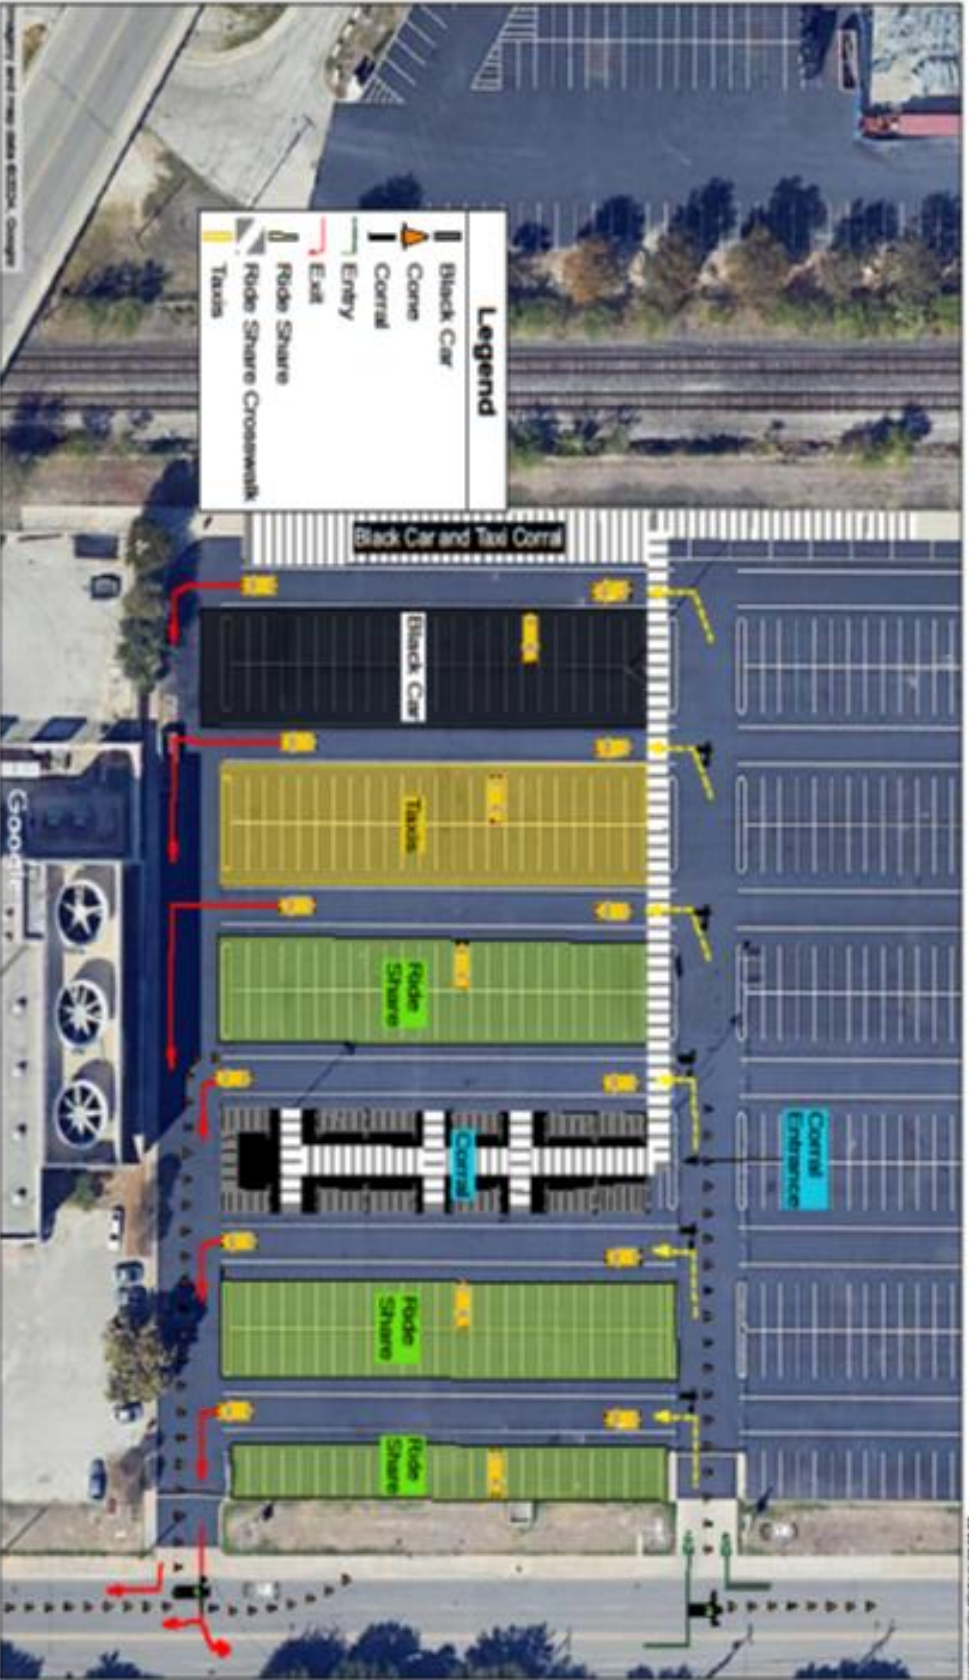 Legend
Black Car
Cone
Corral
Entry
Exit
Ride Share
Ride Share Crosswalk
Taxis
Black Car and Taxi Corral
Black Car
Taxis
Ride
Share
Corral
Entrance
Corral
Ride
Share
Ride
Share
Google